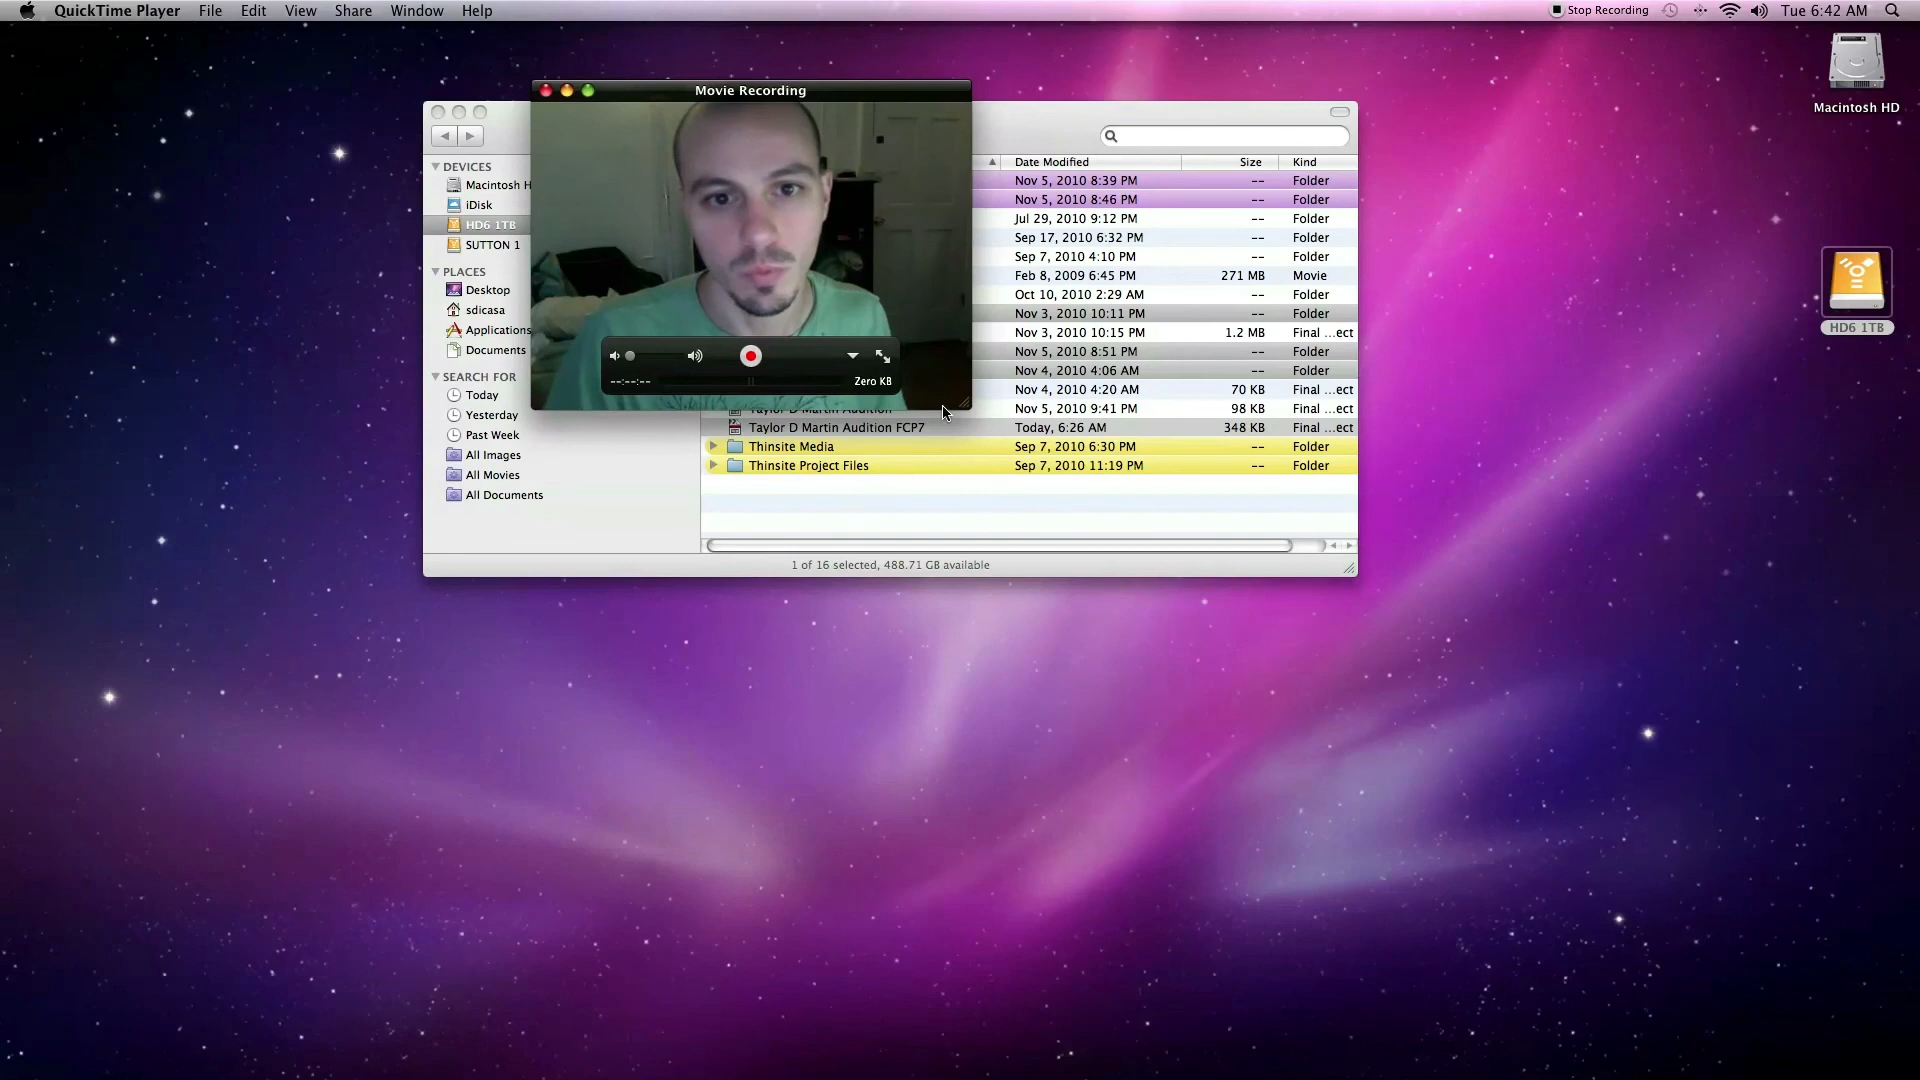 QuickTime Player File Edit View Share Window Help Stop Recording Tue 6:42 AM
Macintosh HD
HD6 1TB
Movie Recording
--:--:--
Zero KB
DEVICES
Macintosh H
iDisk
HD6 1TB
SUTTON 1
PLACES
Desktop
sdicasa
Applications
Documents
SEARCH FOR
Today
Yesterday
Past Week
All Images
All Movies
All Documents
Date Modified Size Kind
Nov 5, 2010 8:39 PM -- Folder
Nov 5, 2010 8:46 PM -- Folder
Jul 29, 2010 9:12 PM -- Folder
Sep 17, 2010 6:32 PM -- Folder
Sep 7, 2010 4:10 PM -- Folder
Feb 8, 2009 6:45 PM 271 MB Movie
Oct 10, 2010 2:29 AM -- Folder
Nov 3, 2010 10:11 PM -- Folder
Nov 3, 2010 10:15 PM 1.2 MB Final ...ect
Nov 5, 2010 8:51 PM -- Folder
Nov 4, 2010 4:06 AM -- Folder
Nov 4, 2010 4:20 AM 70 KB Final ...ect
Taylor D Martin Audition Nov 5, 2010 9:41 PM 98 KB Final ...ect
Taylor D Martin Audition FCP7 Today, 6:26 AM 348 KB Final ...ect
Thinsite Media Sep 7, 2010 6:30 PM -- Folder
Thinsite Project Files Sep 7, 2010 11:19 PM -- Folder
1 of 16 selected, 488.71 GB available